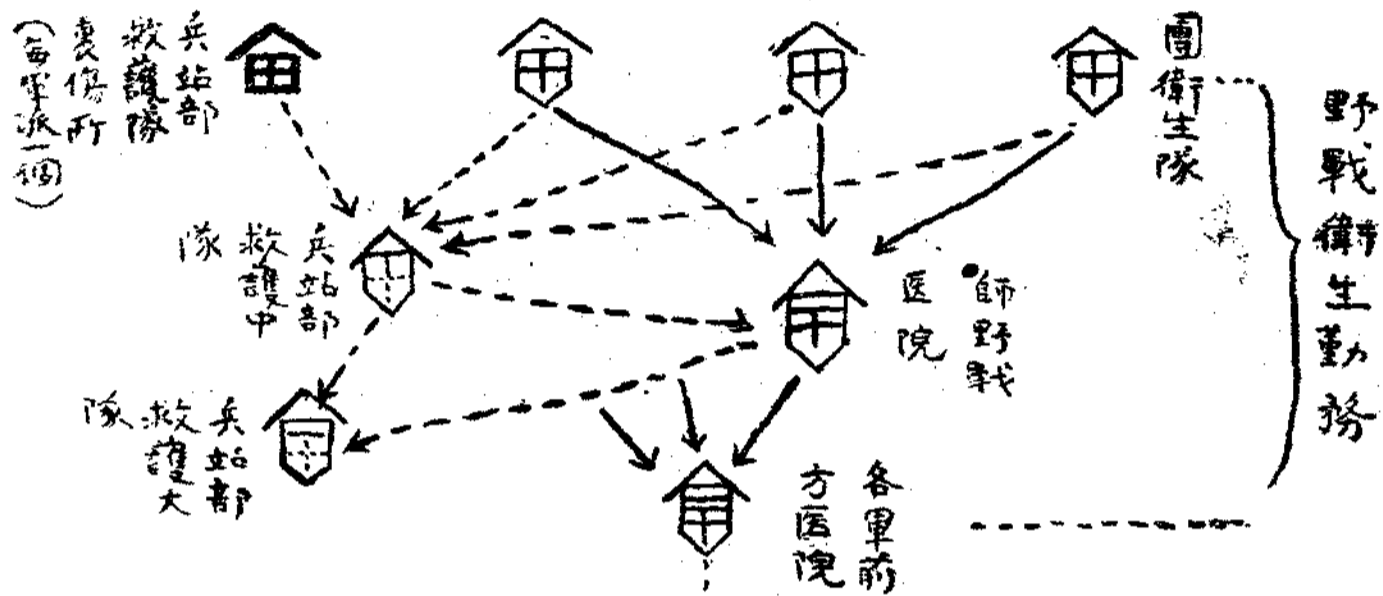 野戰衛生勤務
團衛生隊
兵站部
救護隊
裹傷所
(每軍派一個)
師野戰
医院
兵站部
救護中
隊
兵站部
救護大
隊
各軍前
方医院